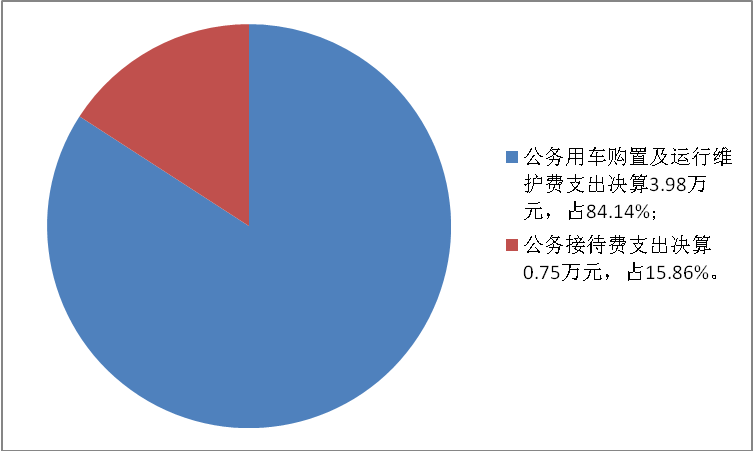 公务用车购置及运行维
护费支出决算3.98万
元，占84.14%;
公务接待费支出决算
0.75万元，占15.86%。